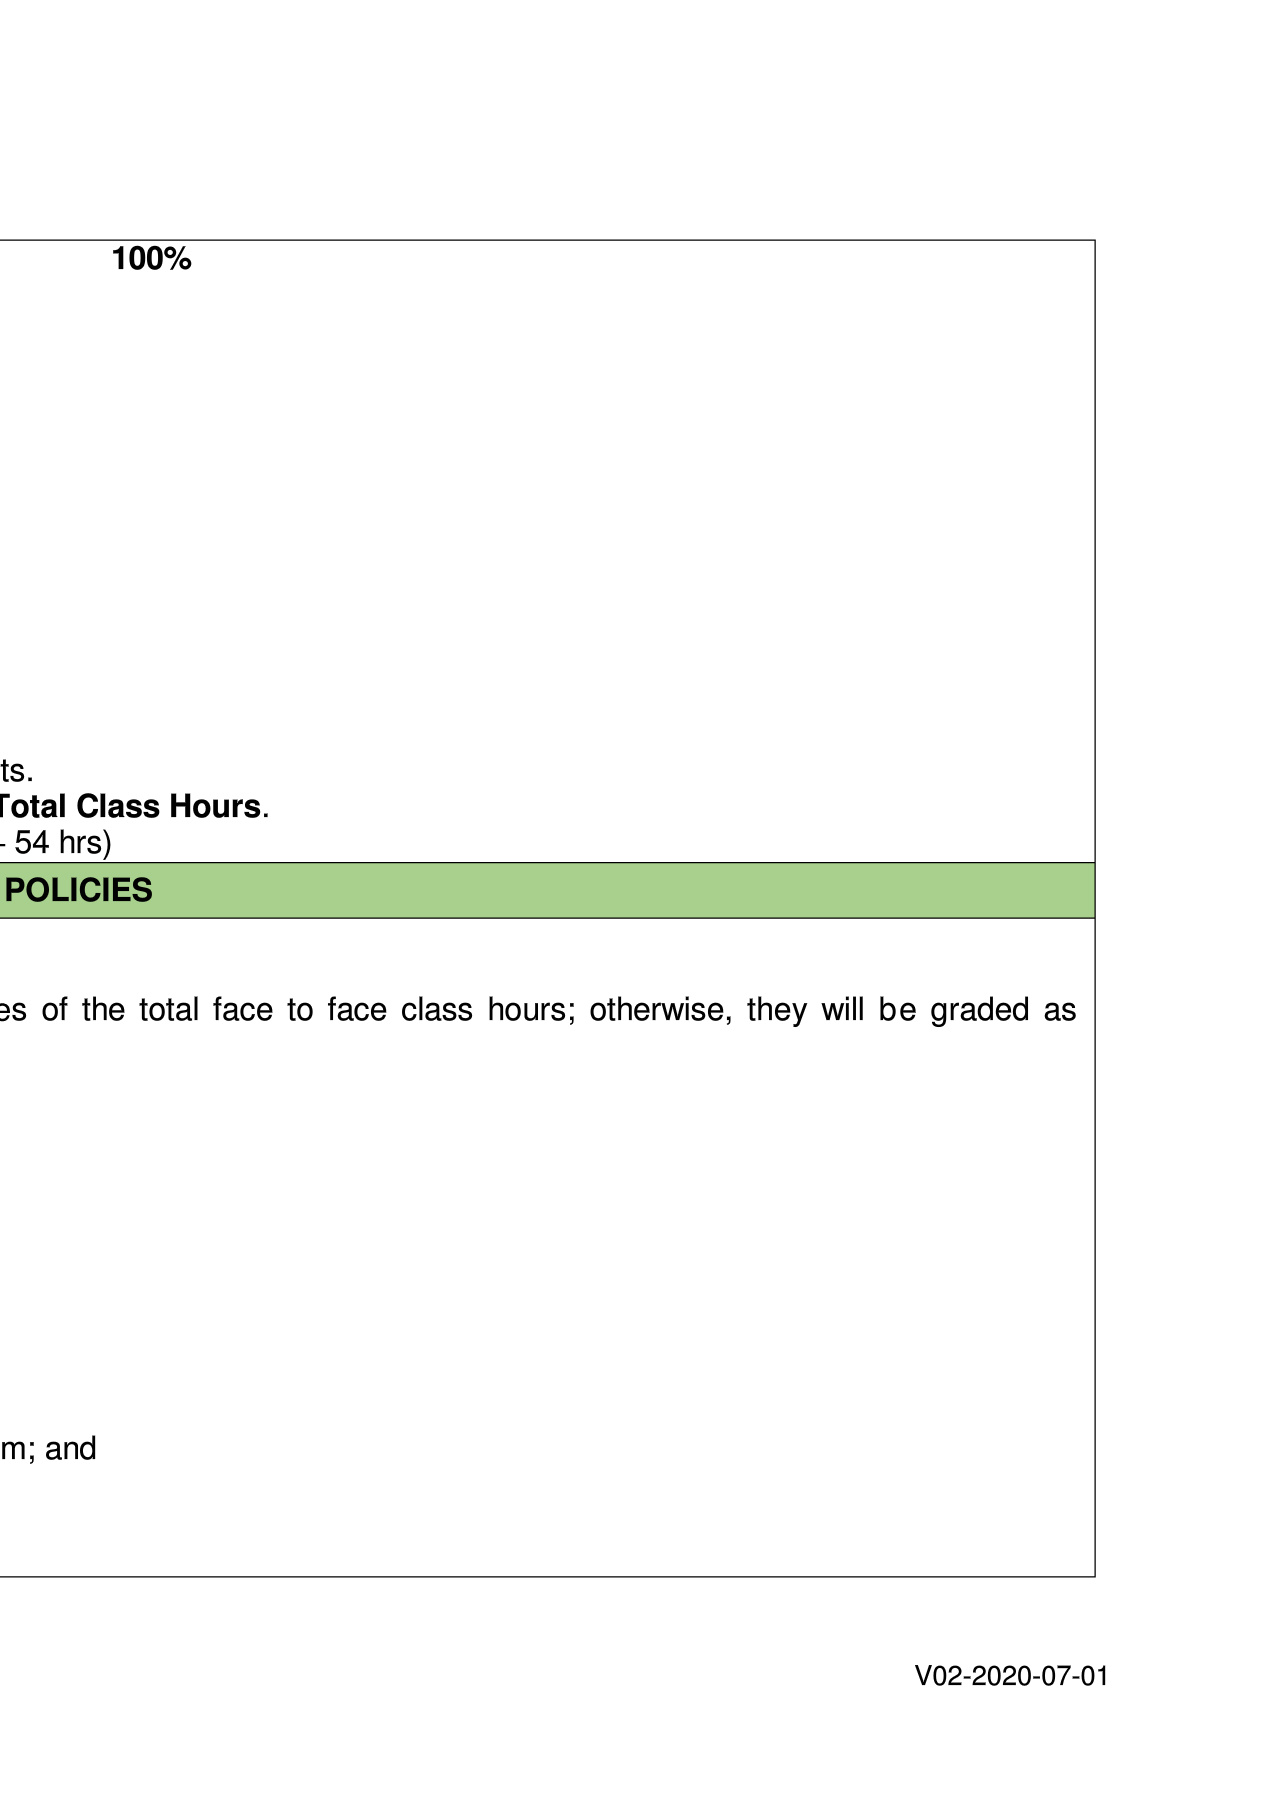 100%
ts.
Total Class Hours.
- 54 hrs)
POLICIES
es of the total face to face class hours; otherwise, they will be graded as
m; and
V02-2020-07-01